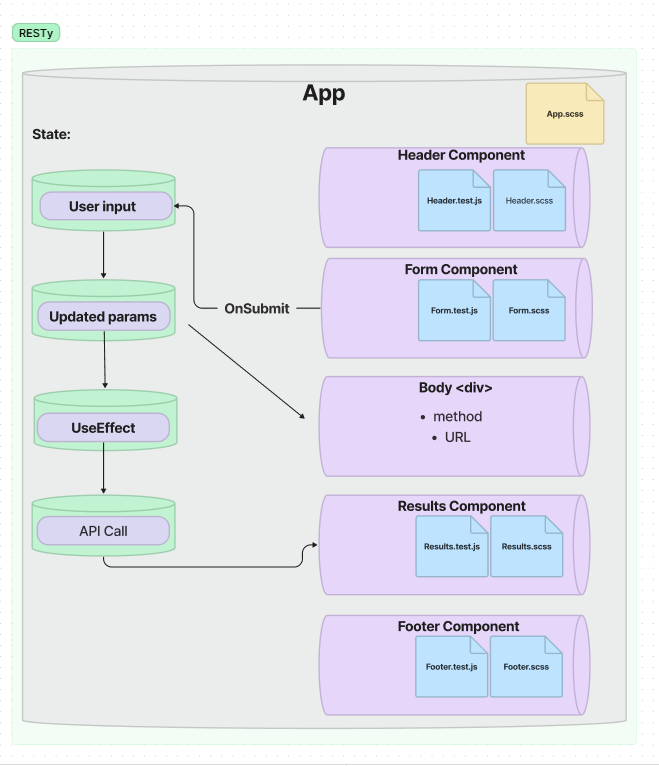 RESTy
App
App.scss
State:
Header Component
Header.test.js
Header.scss
User input
Form Component
Form.test.js
Form.scss
OnSubmit
Updated params
Body <div>
• method
• URL
UseEffect
Results Component
Results.test.js
Results.scss
API Call
Footer Component
Footer.test.js
Footer.scss